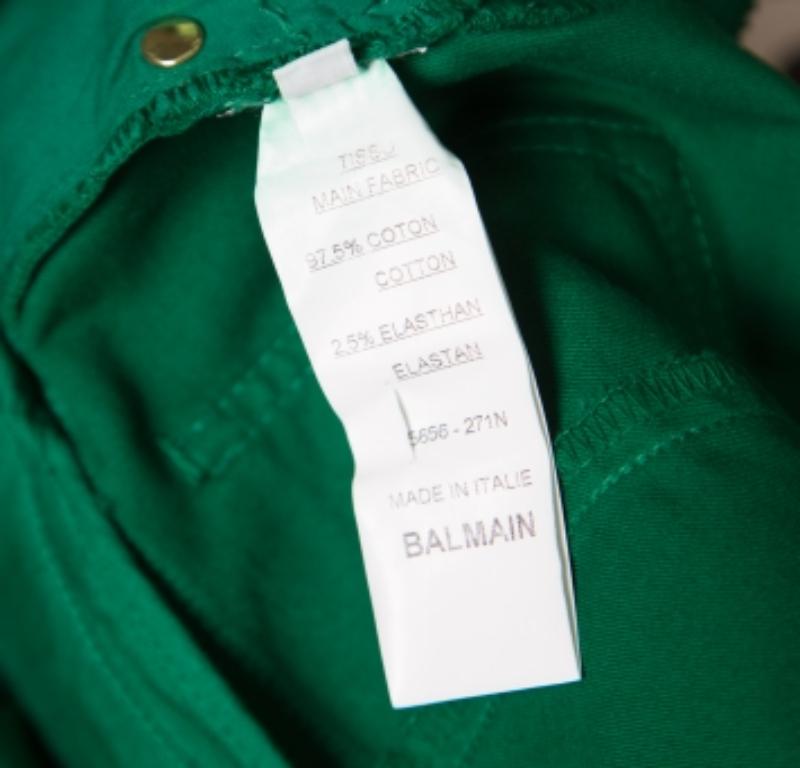 TISSU
MAIN FABRIC
97.5% COTON
COTTON
2.5% ELASTHAN
ELASTAN
5656 - 271N
MADE IN ITALIE
BALMAIN